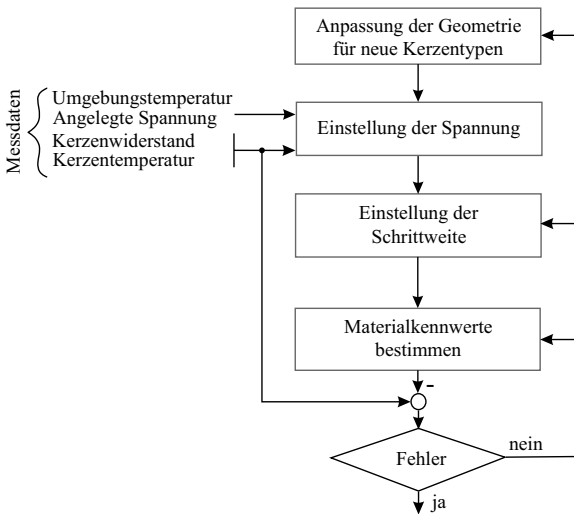 Anpassung der Geometrie
für neue Kerzentypen
Messdaten
Umgebungstemperatur
Angelegte Spannung
Kerzenwiderstand
Kerzentemperatur
Einstellung der Spannung
Einstellung der
Schrittweite
Materialkennwerte
bestimmen
-
Fehler
nein
ja